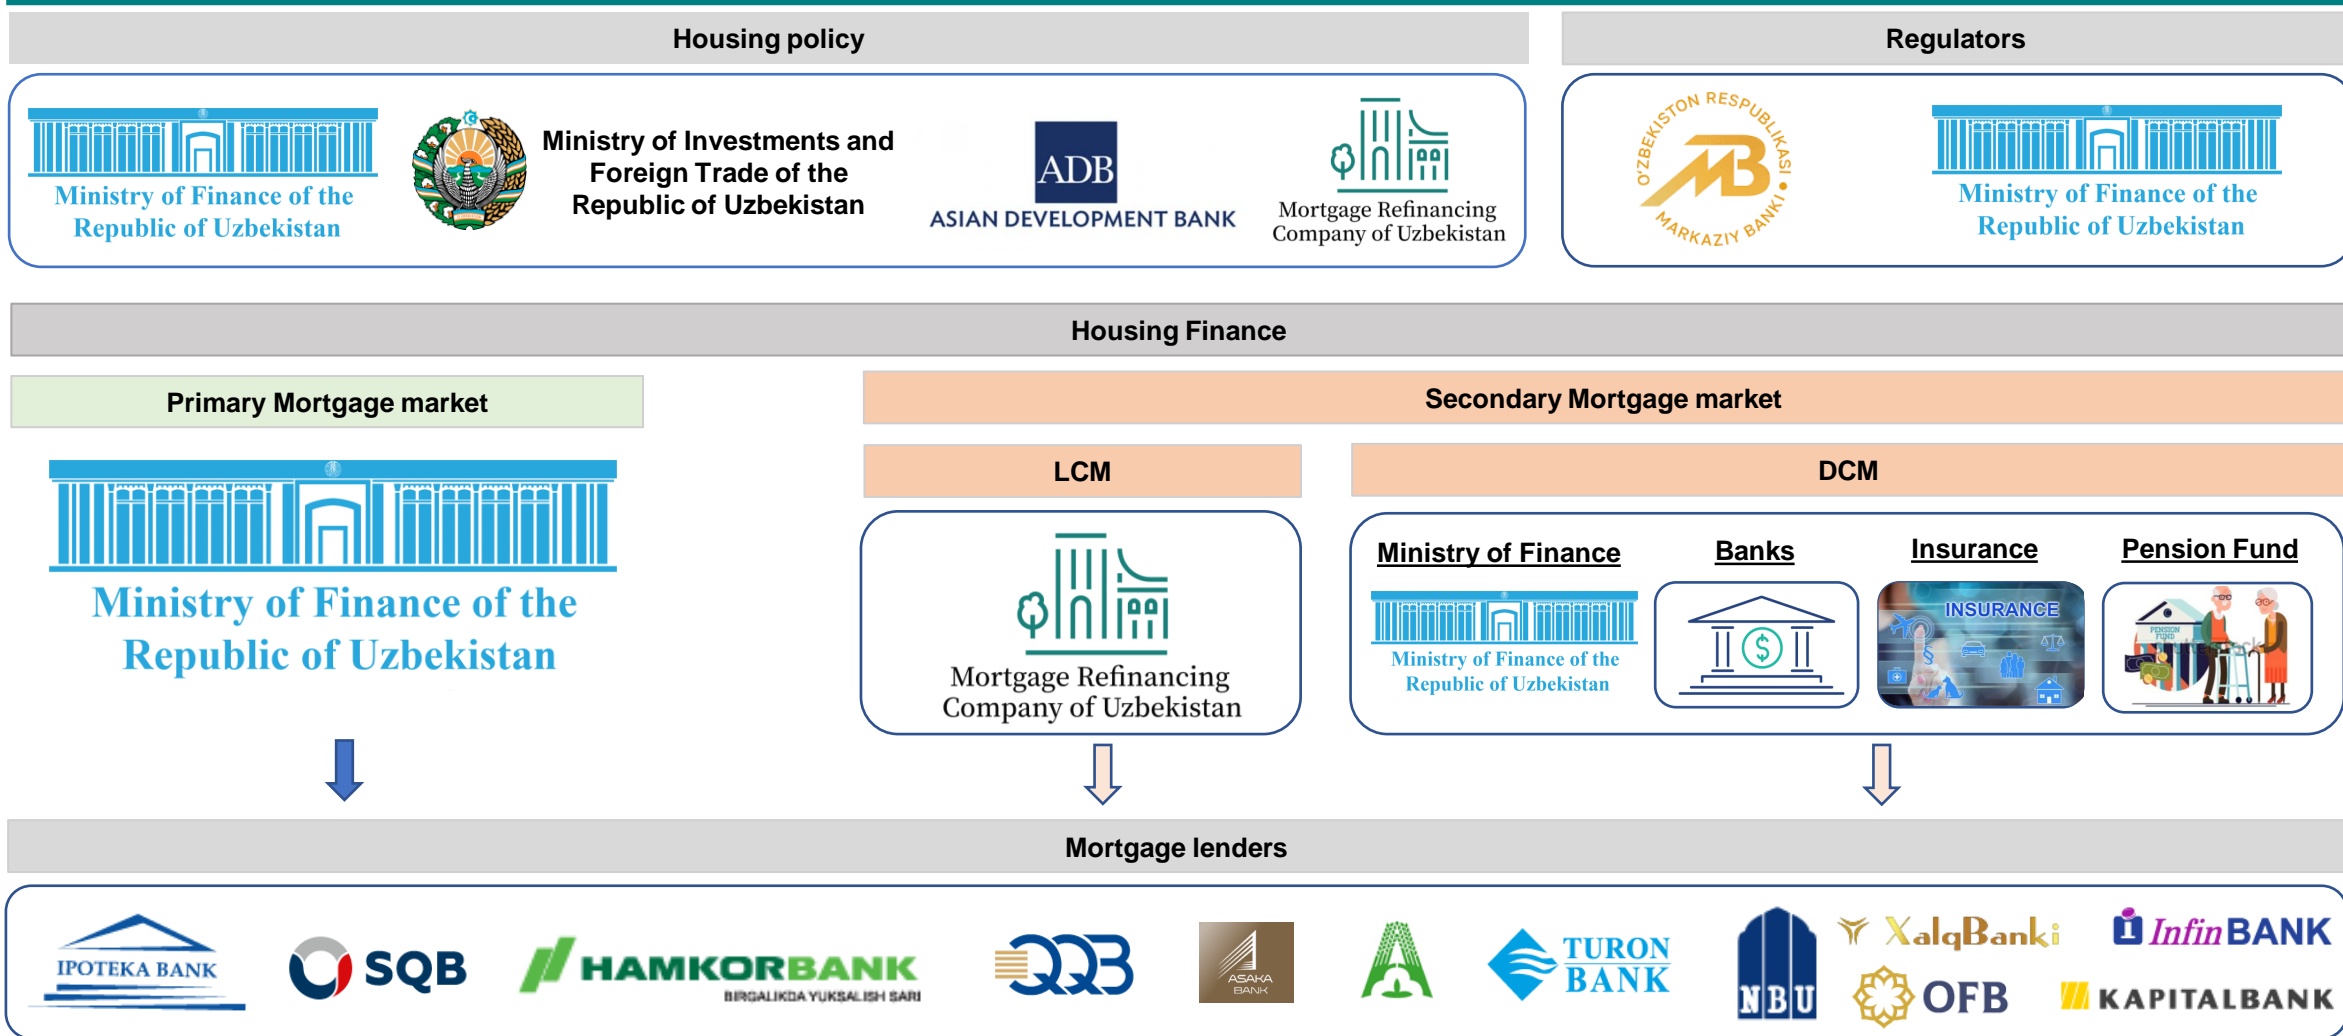 Housing policy
Regulators
Ministry of Finance of the
Republic of Uzbekistan
Ministry of Investments and
Foreign Trade of the
Republic of Uzbekistan
ADB
ASIAN DEVELOPMENT BANK
Mortgage Refinancing
Company of Uzbekistan
O'ZBEKISTON RESPUBLIKASI
MARKAZIY BANKI
MB
Ministry of Finance of the
Republic of Uzbekistan
Housing Finance
Primary Mortgage market
Secondary Mortgage market
LCM
DCM
Ministry of Finance of the
Republic of Uzbekistan
Mortgage Refinancing
Company of Uzbekistan
Ministry of Finance
Banks
Insurance
Pension Fund
Ministry of Finance of the
Republic of Uzbekistan
$
INSURANCE
PENSION
FUND
Mortgage lenders
IPOTEKA BANK
SQB
HAMKORBANK
BIRGALIKDA YUKSALISH SARI
QQB
ASAKA
BANK
TURON
BANK
NBU
XalqBanki
OFB
InfinBANK
KAPITALBANK